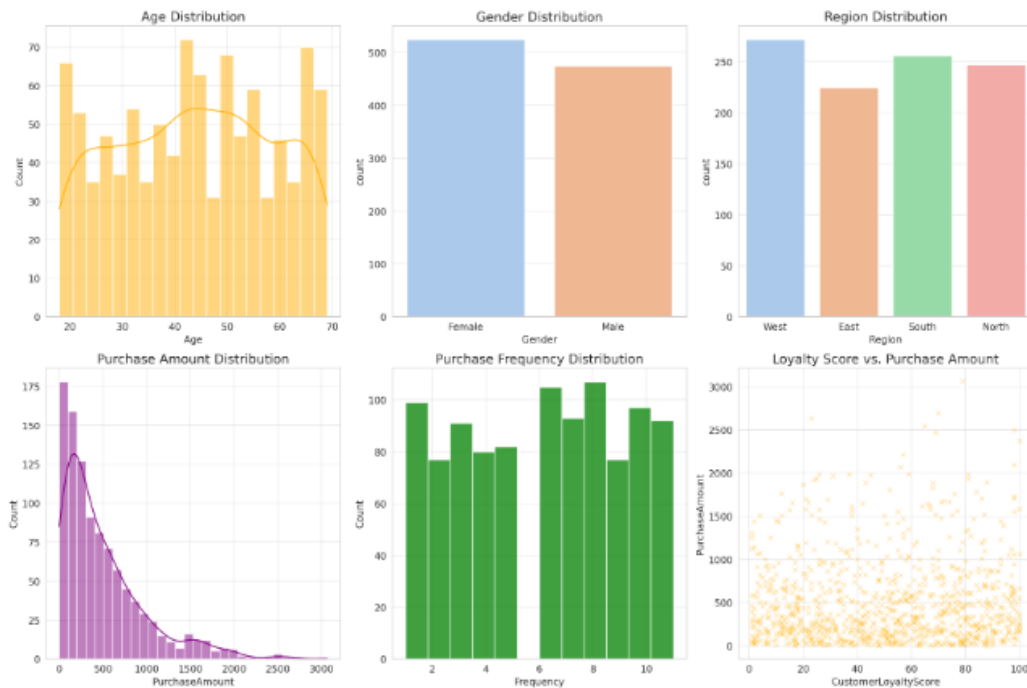 Age Distribution
70
60
50
40
30
20
10
0
Count
20 30 40 50 60 70
Age
Gender Distribution
500
400
300
200
100
0
count
Female Male
Gender
Region Distribution
250
200
150
100
50
0
count
West East South North
Region
Purchase Amount Distribution
175
150
125
100
75
50
25
0
Count
0 500 1000 1500 2000 2500 3000
PurchaseAmount
Purchase Frequency Distribution
100
80
60
40
20
0
Count
2 4 6 8 10
Frequency
Loyalty Score vs. Purchase Amount
3000
2500
2000
1500
1000
500
0
PurchaseAmount
0 20 40 60 80 100
CustomerLoyaltyScore